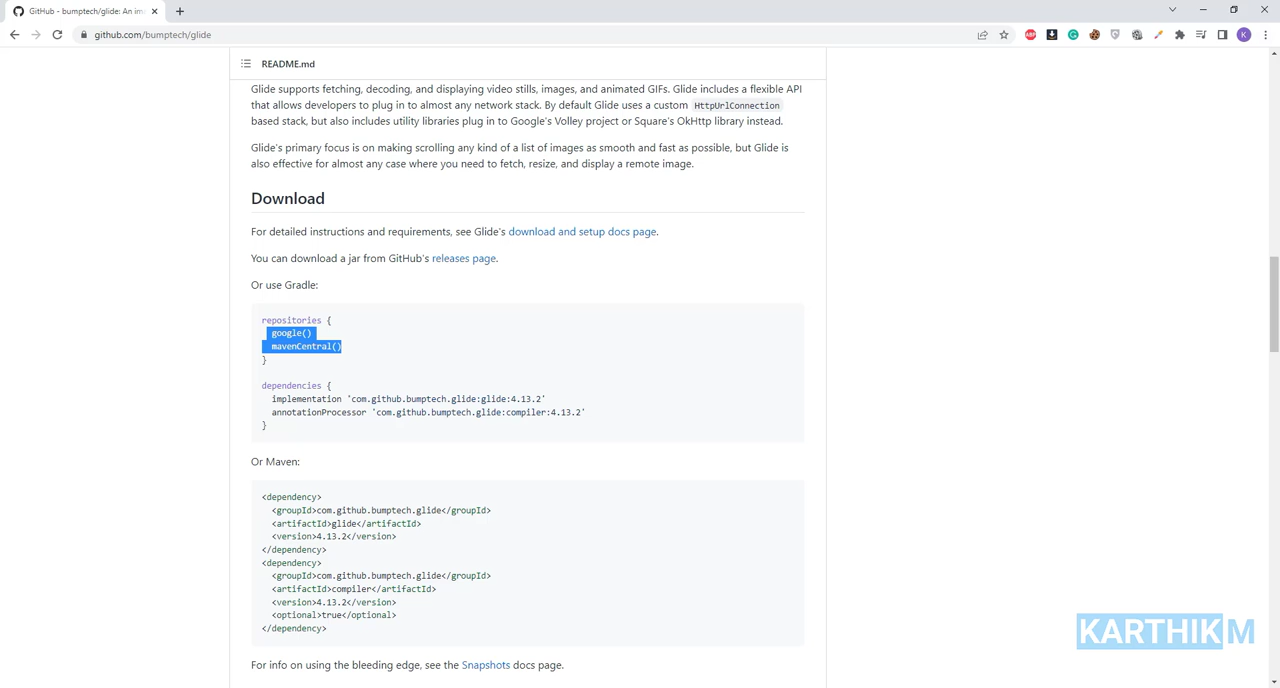 GitHub - bumptech/glide: An im
github.com/bumptech/glide
ABP
K
README.md
Glide supports fetching, decoding, and displaying video stills, images, and animated GIFs. Glide includes a flexible API
that allows developers to plug in to almost any network stack. By default Glide uses a custom HttpUrlConnection
based stack, but also includes utility libraries plug in to Google's Volley project or Square's OkHttp library instead.
Glide's primary focus is on making scrolling any kind of a list of images as smooth and fast as possible, but Glide is
also effective for almost any case where you need to fetch, resize, and display a remote image.
Download
For detailed instructions and requirements, see Glide's download and setup docs page.
You can download a jar from GitHub's releases page.
Or use Gradle:
repositories {
google()
mavenCentral()
}
dependencies {
implementation 'com.github.bumptech.glide:glide:4.13.2'
annotationProcessor 'com.github.bumptech.glide:compiler:4.13.2'
}
Or Maven:
<dependency>
<groupId>com.github.bumptech.glide</groupId>
<artifactId>glide</artifactId>
<version>4.13.2</version>
</dependency>
<dependency>
<groupId>com.github.bumptech.glide</groupId>
<artifactId>compiler</artifactId>
<version>4.13.2</version>
<optional>true</optional>
</dependency>
For info on using the bleeding edge, see the Snapshots docs page.
KARTHIK M